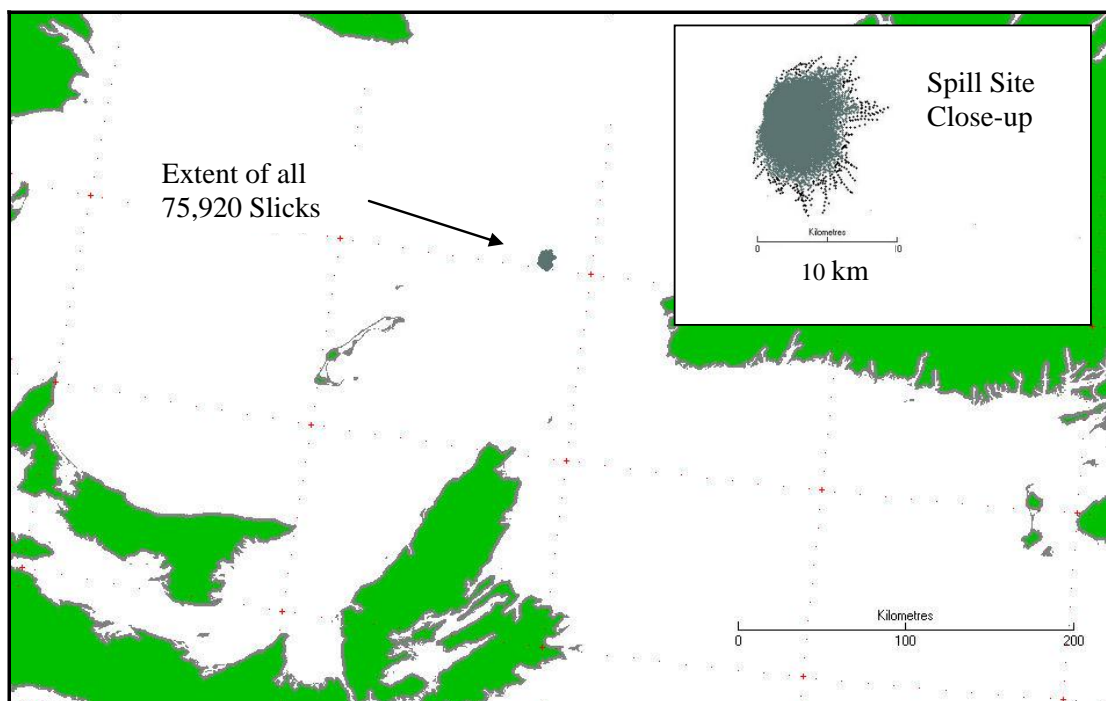 Spill Site
Close-up
Extent of all
75,920 Slicks
Kilometres
0 10
10 km
Kilometres
0 100 200